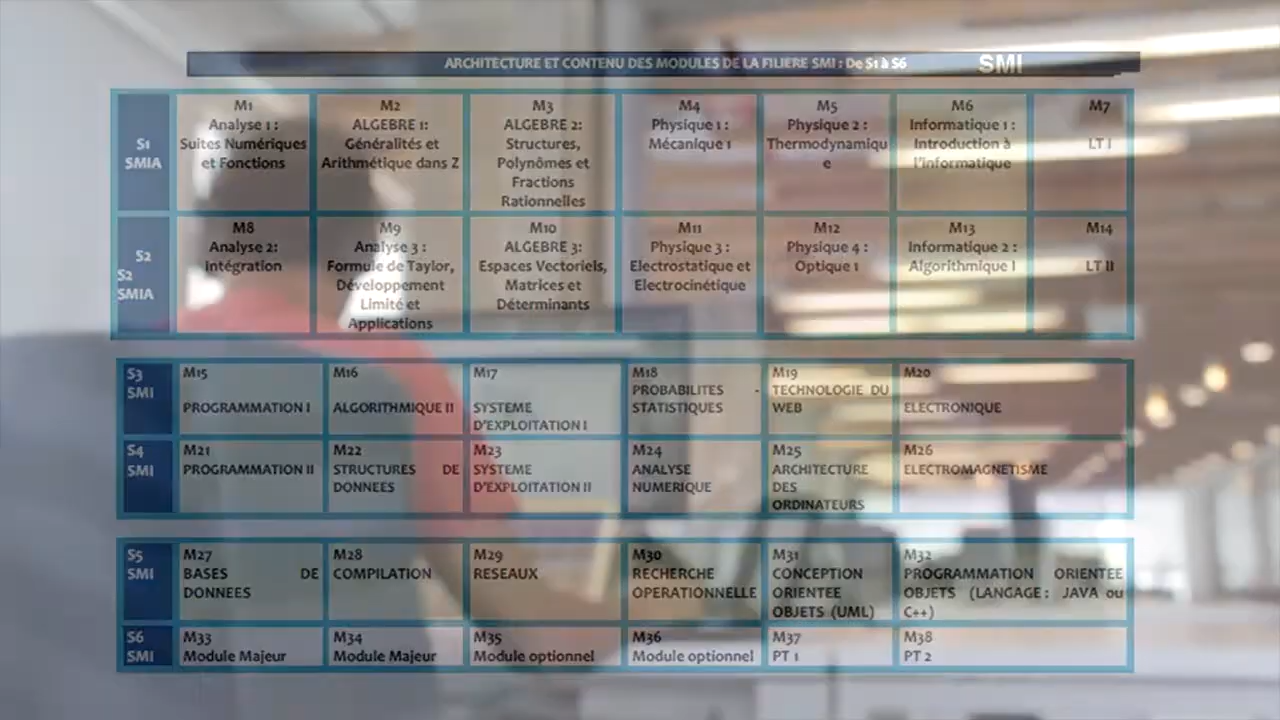 ARCHITECTURE ET CONTENU DES MODULES DE LA FILIERE SMI : De S1 à S6
SMI
S1
SMIA
M1
Analyse 1 :
Suites Numériques
et Fonctions
M2
ALGEBRE 1:
Généralités et
Arithmétique dans Z
M3
ALGEBRE 2:
Structures,
Polynômes et
Fractions
Rationnelles
M4
Physique 1 :
Mécanique 1
M5
Physique 2 :
Thermodynamiqu
e
M6
Informatique 1 :
Introduction à
l'informatique
M7
LT I
S2
S2
SMIA
M8
Analyse 2:
Intégration
M9
Analyse 3 :
Formule de Taylor,
Développement
Limité et
Applications
M10
ALGEBRE 3:
Espaces Vectoriels,
Matrices et
Déterminants
M11
Physique 3 :
Electrostatique et
Electrocinétique
M12
Physique 4 :
Optique 1
M13
Informatique 2 :
Algorithmique I
M14
LT II
S3
SMI
M15
PROGRAMMATION I
M16
ALGORITHMIQUE II
M17
SYSTEME
D'EXPLOITATION I
M18
PROBABILITES -
STATISTIQUES
M19
TECHNOLOGIE DU
WEB
M20
ELECTRONIQUE
S4
SMI
M21
PROGRAMMATION II
M22
STRUCTURES DE
DONNEES
M23
SYSTEME
D'EXPLOITATION II
M24
ANALYSE
NUMERIQUE
M25
ARCHITECTURE
DES
ORDINATEURS
M26
ELECTROMAGNETISME
S5
SMI
M27
BASES DE
DONNEES
M28
COMPILATION
M29
RESEAUX
M30
RECHERCHE
OPERATIONNELLE
M31
CONCEPTION
ORIENTEE
OBJETS (UML)
M32
PROGRAMMATION ORIENTEE
OBJETS (LANGAGE : JAVA ou
C++)
S6
SMI
M33
Module Majeur
M34
Module Majeur
M35
Module optionnel
M36
Module optionnel
M37
PT 1
M38
PT 2